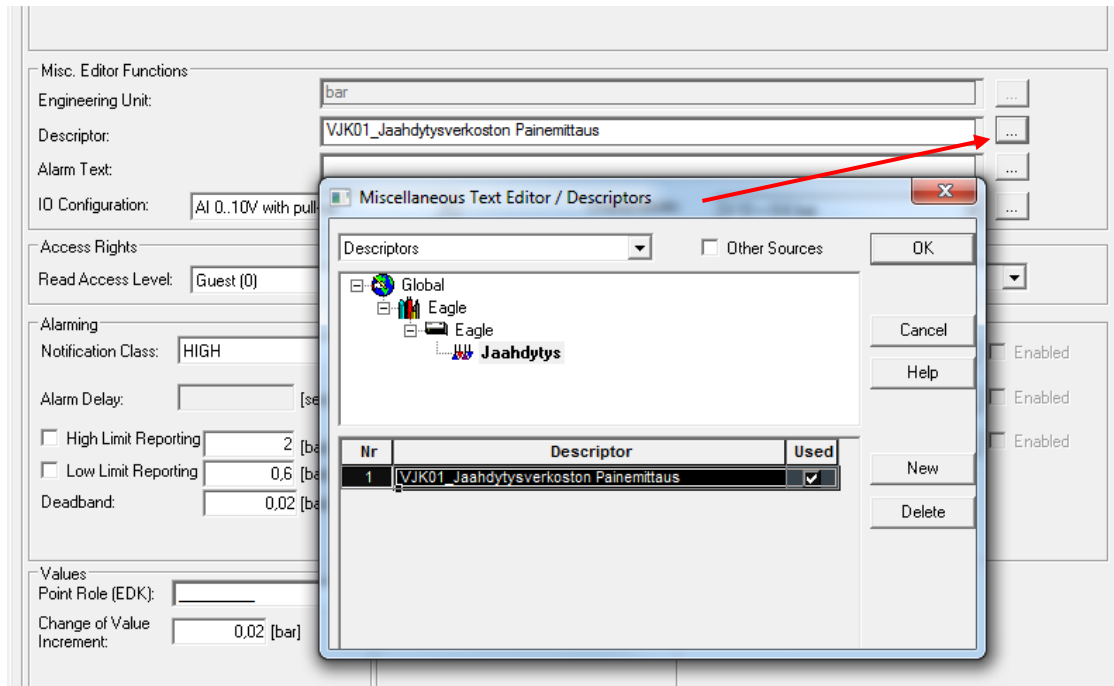 Misc. Editor Functions
Engineering Unit:
bar
...
Descriptor:
VJK01_Jaahdytysverkoston Painemittaus
...
Alarm Text:
...
IO Configuration:
AI 0..10V with pull-
...
Access Rights
Read Access Level:
Guest (0)
Alarming
Notification Class:
HIGH
Enabled
Alarm Delay:
Enabled
High Limit Reporting
2
Enabled
Low Limit Reporting
0,6
Deadband:
0,02
Values
Point Role (EDK):
Change of Value
Increment:
0,02 [bar]
Miscellaneous Text Editor / Descriptors
Descriptors
Other Sources
OK
Global
Eagle
Eagle
Jaahdytys
Cancel
Help
Nr Descriptor Used
1 VJK01_Jaahdytysverkoston Painemittaus
New
Delete